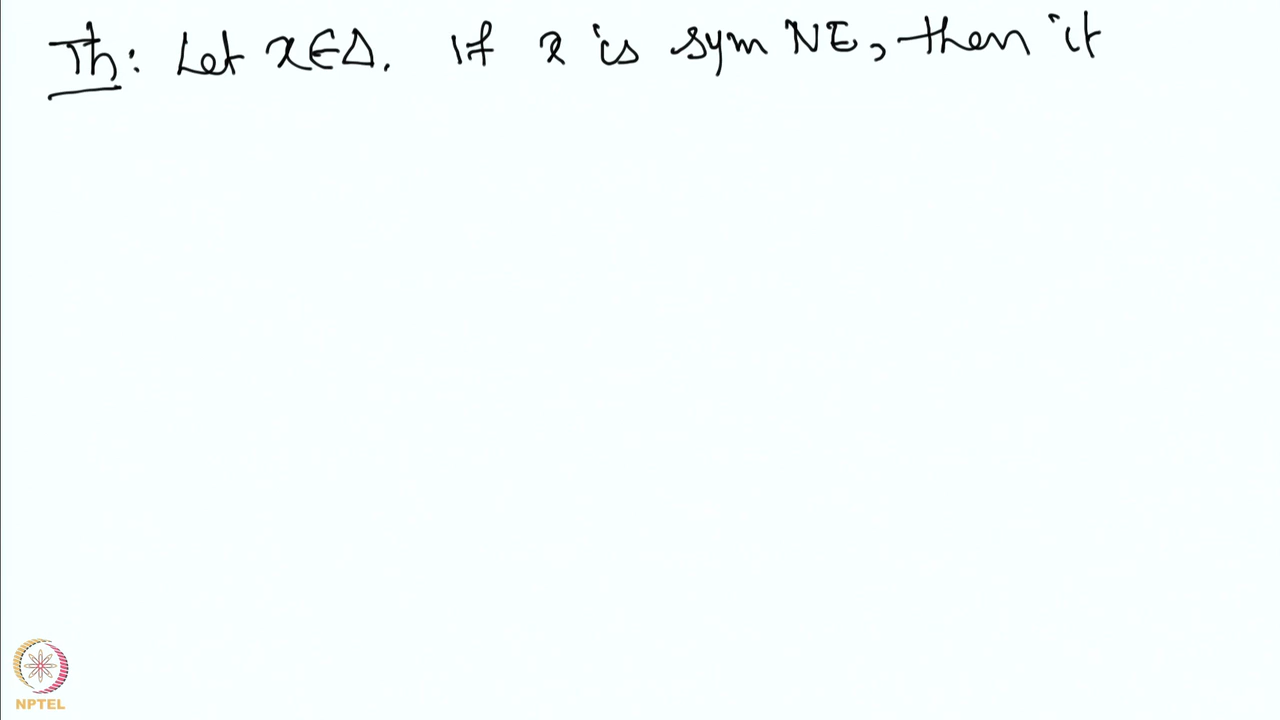 Th: Let x∈Δ. If x is sym NE, then it
NPTEL